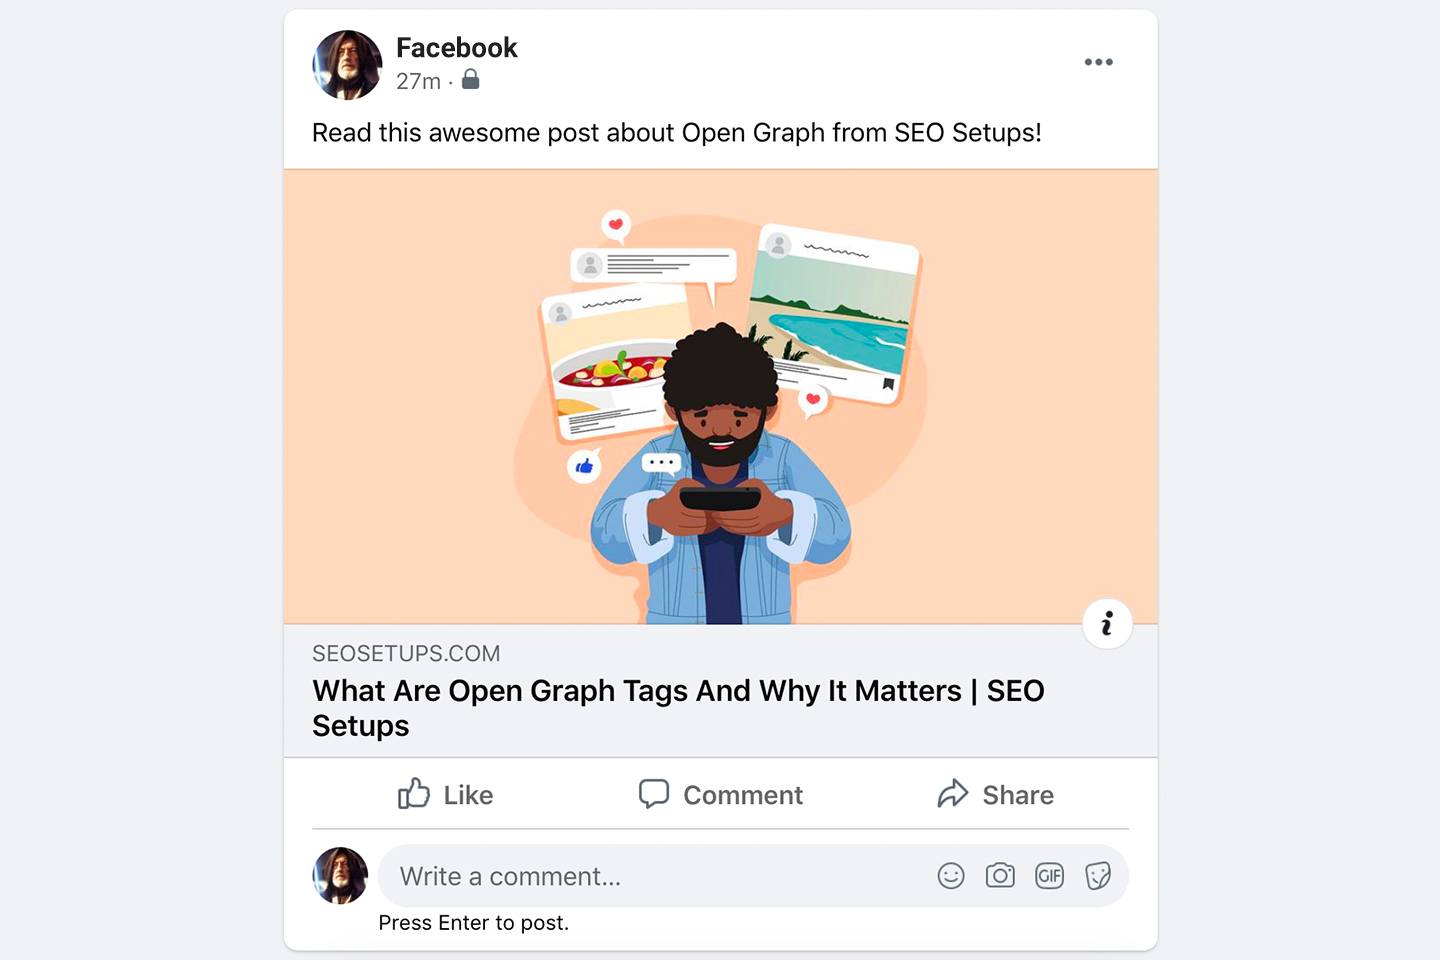 Facebook
27m ·
Read this awesome post about Open Graph from SEO Setups!
i
SEOSETUPS.COM
What Are Open Graph Tags And Why It Matters | SEO
Setups
Like
Comment
Share
Write a comment...
GIF
Press Enter to post.